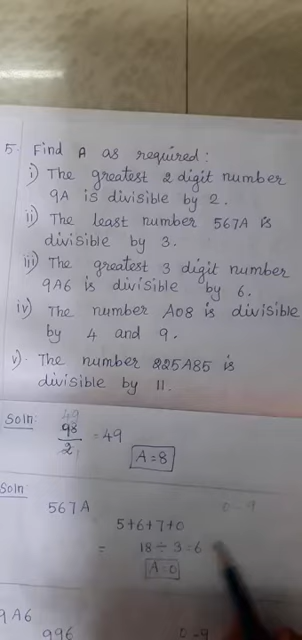 5. Find A as required:
i) The greatest 2 digit number
9A is divisible by 2.
ii) The least number 567A is
divisible by 3.
iii) The greatest 3 digit number
9A6 is divisible by 6.
iv) The number A08 is divisible
by 4 and 9.
v). The number 225A85 is
divisible by 11.
Soln: 49
98/2 = 49
A=8
Soln:
567A 0-9
5+6+7+0
= 18÷3=6
A=0
9A6
996 0-9